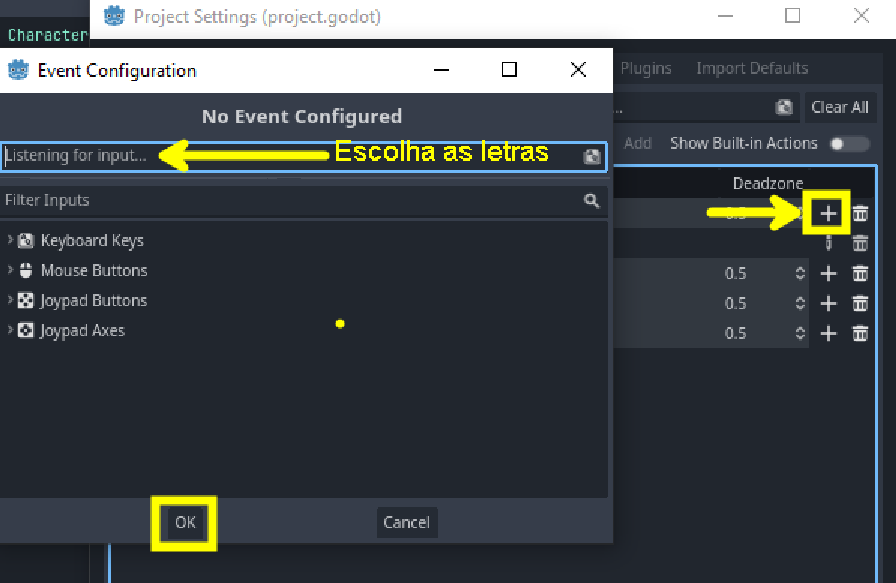 Project Settings (project.godot)
Character
Event Configuration
Plugins
Import Defaults
No Event Configured
...
Clear All
Listening for input...
Escolha as letras
Add
Show Built-in Actions
Deadzone
Filter Inputs
0.5
Keyboard Keys
Mouse Buttons
0.5
Joypad Buttons
0.5
Joypad Axes
0.5
OK
Cancel